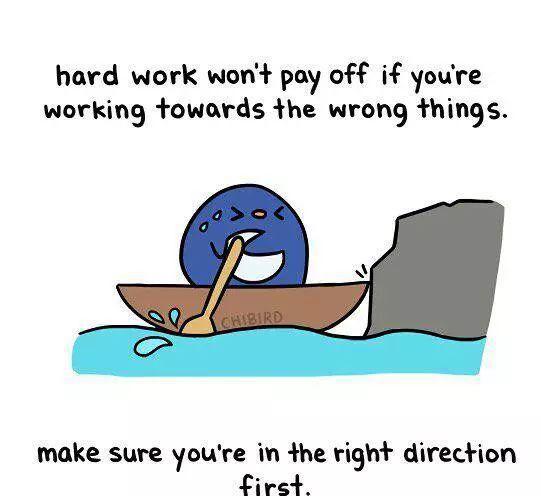 hard work won't pay off if you're
working towards the wrong things.
CHIBIRD
make sure you're in the right direction
first.